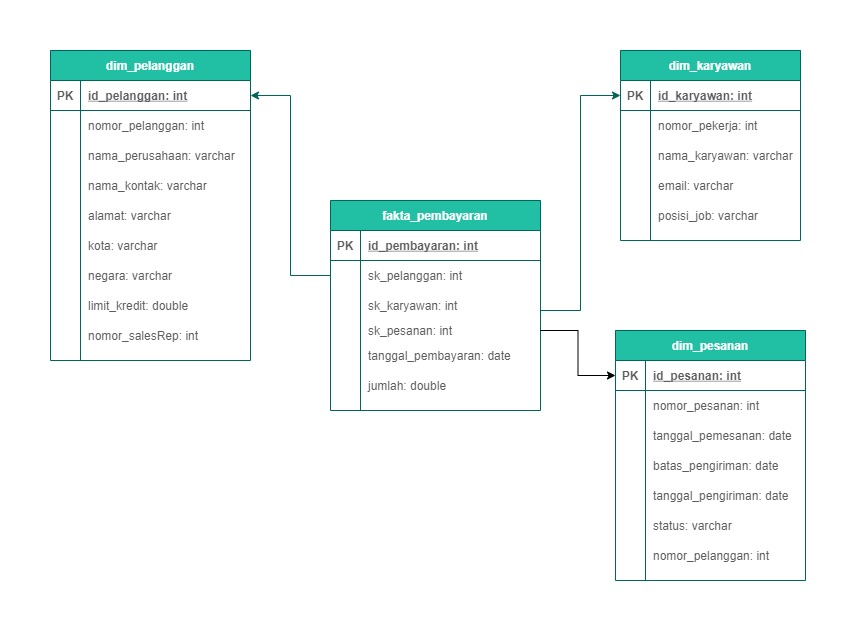 dim_pelanggan
PK id_pelanggan: int
nomor_pelanggan: int
nama_perusahaan: varchar
nama_kontak: varchar
alamat: varchar
kota: varchar
negara: varchar
limit_kredit: double
nomor_salesRep: int
fakta_pembayaran
PK id_pembayaran: int
sk_pelanggan: int
sk_karyawan: int
sk_pesanan: int
tanggal_pembayaran: date
jumlah: double
dim_karyawan
PK id_karyawan: int
nomor_pekerja: int
nama_karyawan: varchar
email: varchar
posisi_job: varchar
dim_pesanan
PK id_pesanan: int
nomor_pesanan: int
tanggal_pemesanan: date
batas_pengiriman: date
tanggal_pengiriman: date
status: varchar
nomor_pelanggan: int